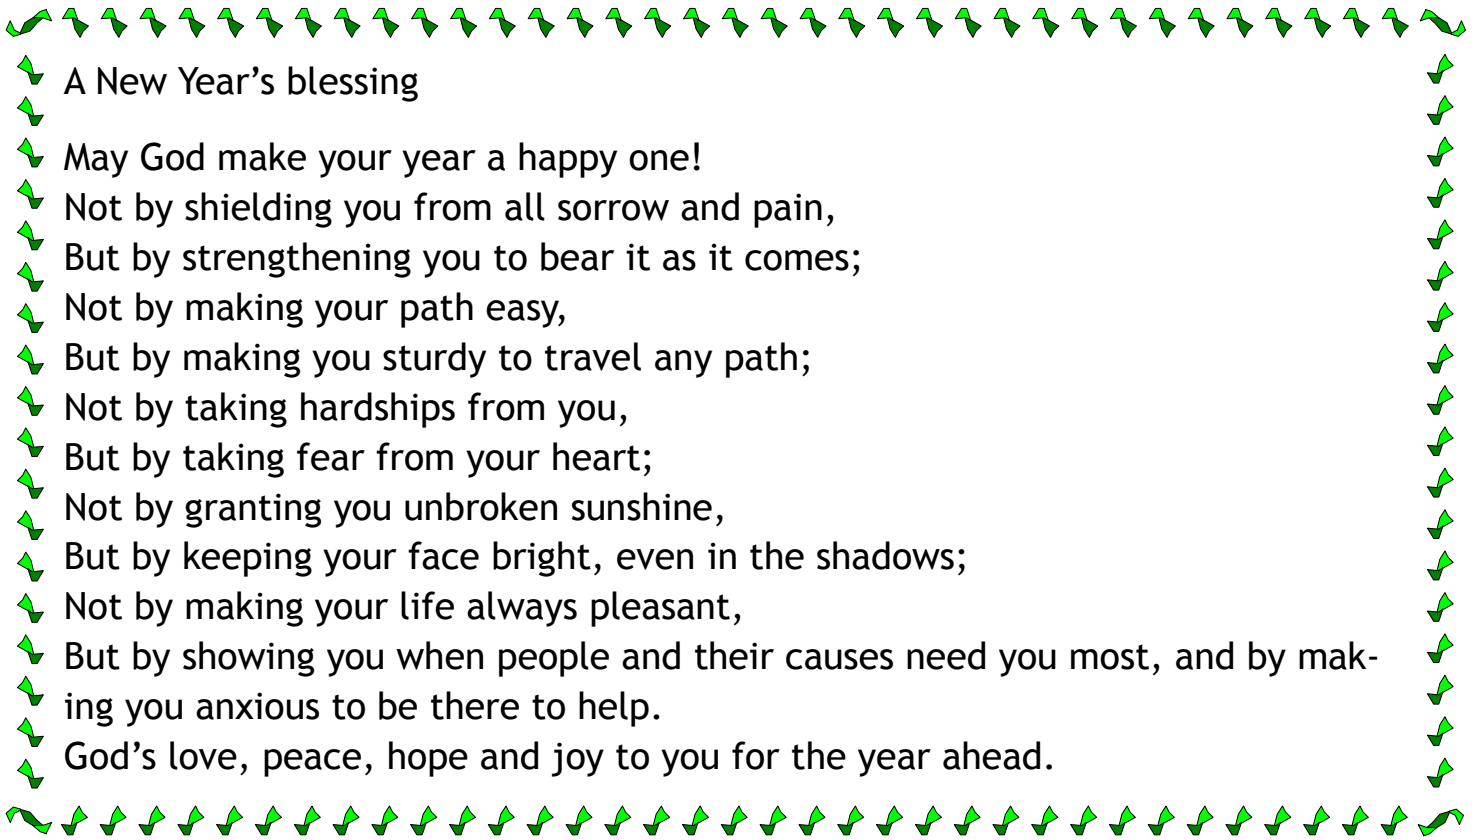 A New Year’s blessing
May God make your year a happy one!
Not by shielding you from all sorrow and pain,
But by strengthening you to bear it as it comes;
Not by making your path easy,
But by making you sturdy to travel any path;
Not by taking hardships from you,
But by taking fear from your heart;
Not by granting you unbroken sunshine,
But by keeping your face bright, even in the shadows;
Not by making your life always pleasant,
But by showing you when people and their causes need you most, and by mak-
ing you anxious to be there to help.
God’s love, peace, hope and joy to you for the year ahead.